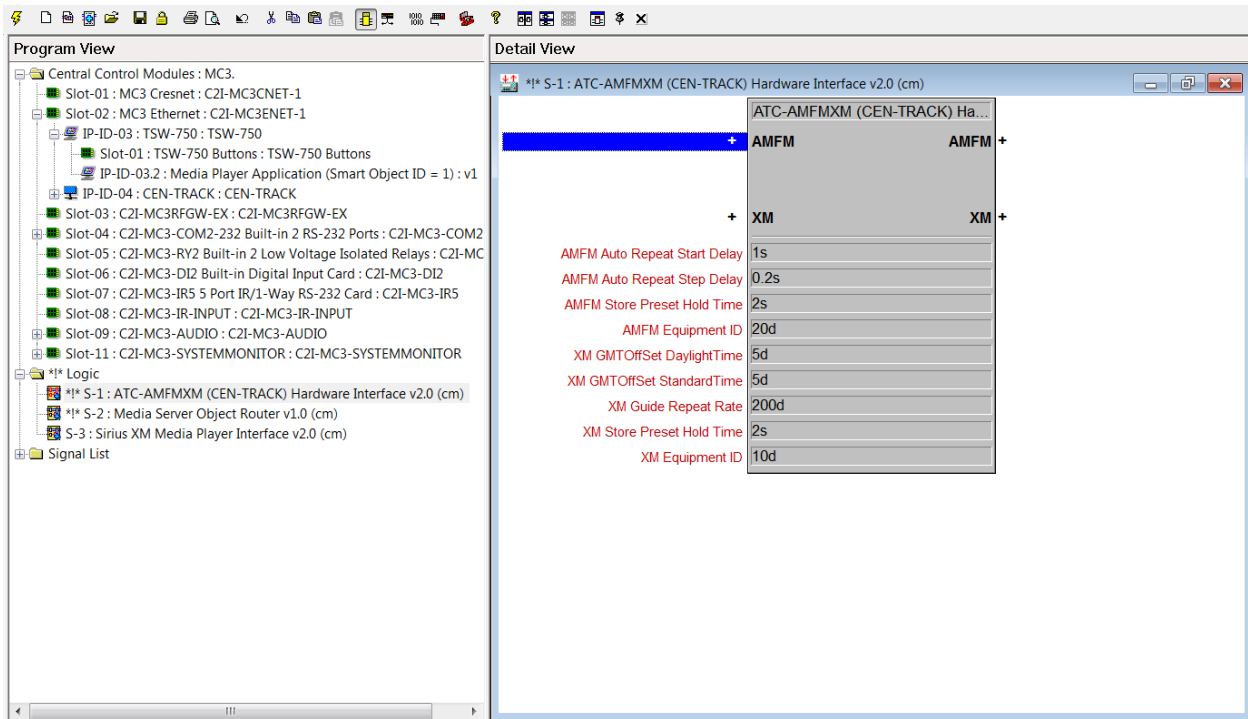 Program View
Central Control Modules : MC3.
Slot-01 : MC3 Cresnet : C2I-MC3CNET-1
Slot-02 : MC3 Ethernet : C2I-MC3ENET-1
IP-ID-03 : TSW-750 : TSW-750
Slot-01 : TSW-750 Buttons : TSW-750 Buttons
IP-ID-03.2 : Media Player Application (Smart Object ID = 1) : v1
IP-ID-04 : CEN-TRACK : CEN-TRACK
Slot-03 : C2I-MC3RFGW-EX : C2I-MC3RFGW-EX
Slot-04 : C2I-MC3-COM2-232 Built-in 2 RS-232 Ports : C2I-MC3-COM2
Slot-05 : C2I-MC3-RY2 Built-in 2 Low Voltage Isolated Relays : C2I-MC
Slot-06 : C2I-MC3-DI2 Built-in Digital Input Card : C2I-MC3-DI2
Slot-07 : C2I-MC3-IR5 5 Port IR/1-Way RS-232 Card : C2I-MC3-IR5
Slot-08 : C2I-MC3-IR-INPUT : C2I-MC3-IR-INPUT
Slot-09 : C2I-MC3-AUDIO : C2I-MC3-AUDIO
Slot-11 : C2I-MC3-SYSTEMMONITOR : C2I-MC3-SYSTEMMONITOR
*!* Logic
*!* S-1 : ATC-AMFMXM (CEN-TRACK) Hardware Interface v2.0 (cm)
*!* S-2 : Media Server Object Router v1.0 (cm)
S-3 : Sirius XM Media Player Interface v2.0 (cm)
Signal List
Detail View
*!* S-1 : ATC-AMFMXM (CEN-TRACK) Hardware Interface v2.0 (cm)
ATC-AMFMXM (CEN-TRACK) Ha...
+ AMFM AMFM +
+ XM XM +
AMFM Auto Repeat Start Delay 1s
AMFM Auto Repeat Step Delay 0.2s
AMFM Store Preset Hold Time 2s
AMFM Equipment ID 20d
XM GMTOffSet DaylightTime 5d
XM GMTOffSet StandardTime 5d
XM Guide Repeat Rate 200d
XM Store Preset Hold Time 2s
XM Equipment ID 10d